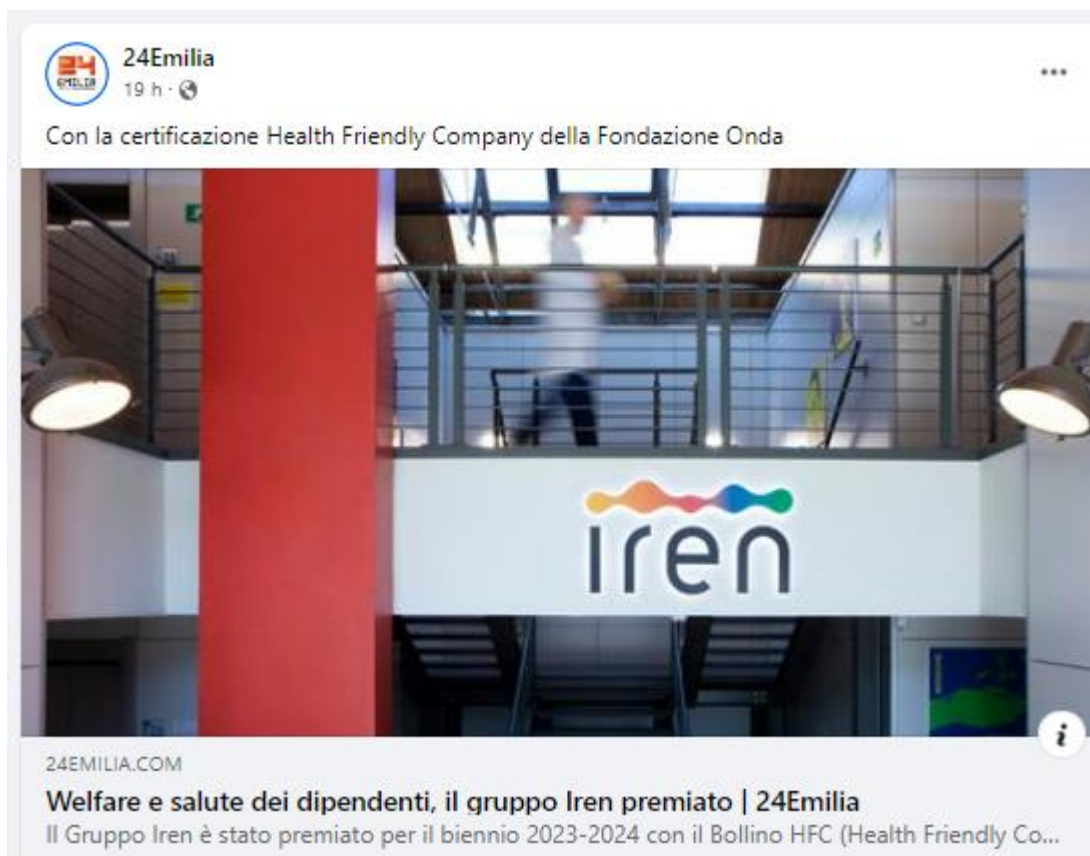 24Emilia
19 h ·
Con la certificazione Health Friendly Company della Fondazione Onda
24
EMILIA
iren
i
24EMILIA.COM
Welfare e salute dei dipendenti, il gruppo Iren premiato | 24Emilia
Il Gruppo Iren è stato premiato per il biennio 2023-2024 con il Bollino HFC (Health Friendly Co...